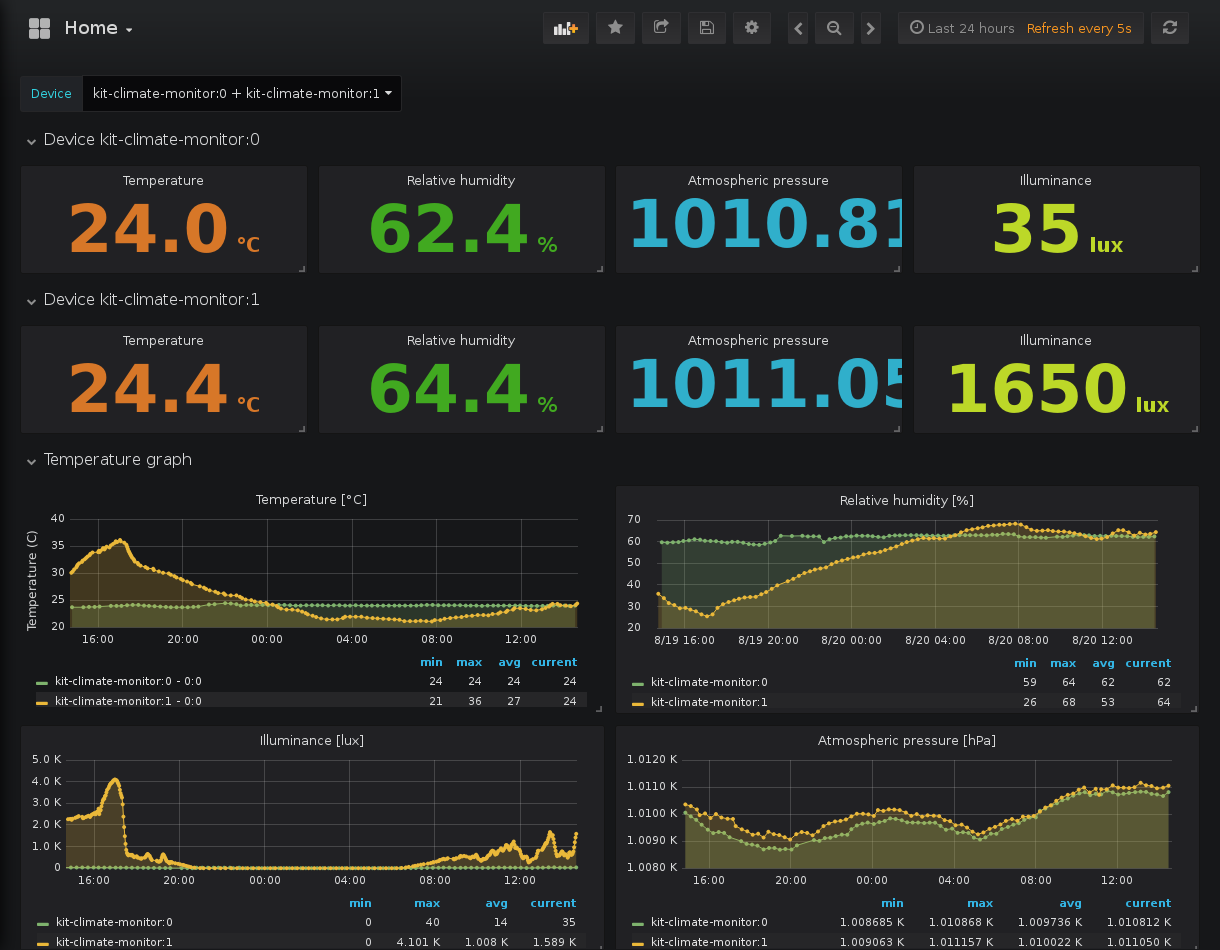 Home
Last 24 hours Refresh every 5s
Device kit-climate-monitor:0 + kit-climate-monitor:1
Device kit-climate-monitor:0
Temperature Relative humidity Atmospheric pressure Illuminance
24.0 °C 62.4 % 1010.81 35 lux
Device kit-climate-monitor:1
Temperature Relative humidity Atmospheric pressure Illuminance
24.4 °C 64.4 % 1011.05 1650 lux
Temperature graph
Temperature [°C]
Temperature (C)
40
35
30
25
20
16:00 20:00 00:00 04:00 08:00 12:00
min max avg current
kit-climate-monitor:0 - 0:0 24 24 24 24
kit-climate-monitor:1 - 0:0 21 36 27 24
Relative humidity [%]
70
60
50
40
30
20
8/19 16:00 8/19 20:00 8/20 00:00 8/20 04:00 8/20 08:00 8/20 12:00
min max avg current
kit-climate-monitor:0 59 64 62 62
kit-climate-monitor:1 26 68 53 64
Illuminance [lux]
5.0 K
4.0 K
3.0 K
2.0 K
1.0 K
0
16:00 20:00 00:00 04:00 08:00 12:00
min max avg current
kit-climate-monitor:0 0 40 14 35
kit-climate-monitor:1 0 4.101 K 1.008 K 1.589 K
Atmospheric pressure [hPa]
1.0120 K
1.0110 K
1.0100 K
1.0090 K
1.0080 K
16:00 20:00 00:00 04:00 08:00 12:00
min max avg current
kit-climate-monitor:0 1.008685 K 1.010868 K 1.009736 K 1.010812 K
kit-climate-monitor:1 1.009063 K 1.011157 K 1.010022 K 1.011050 K